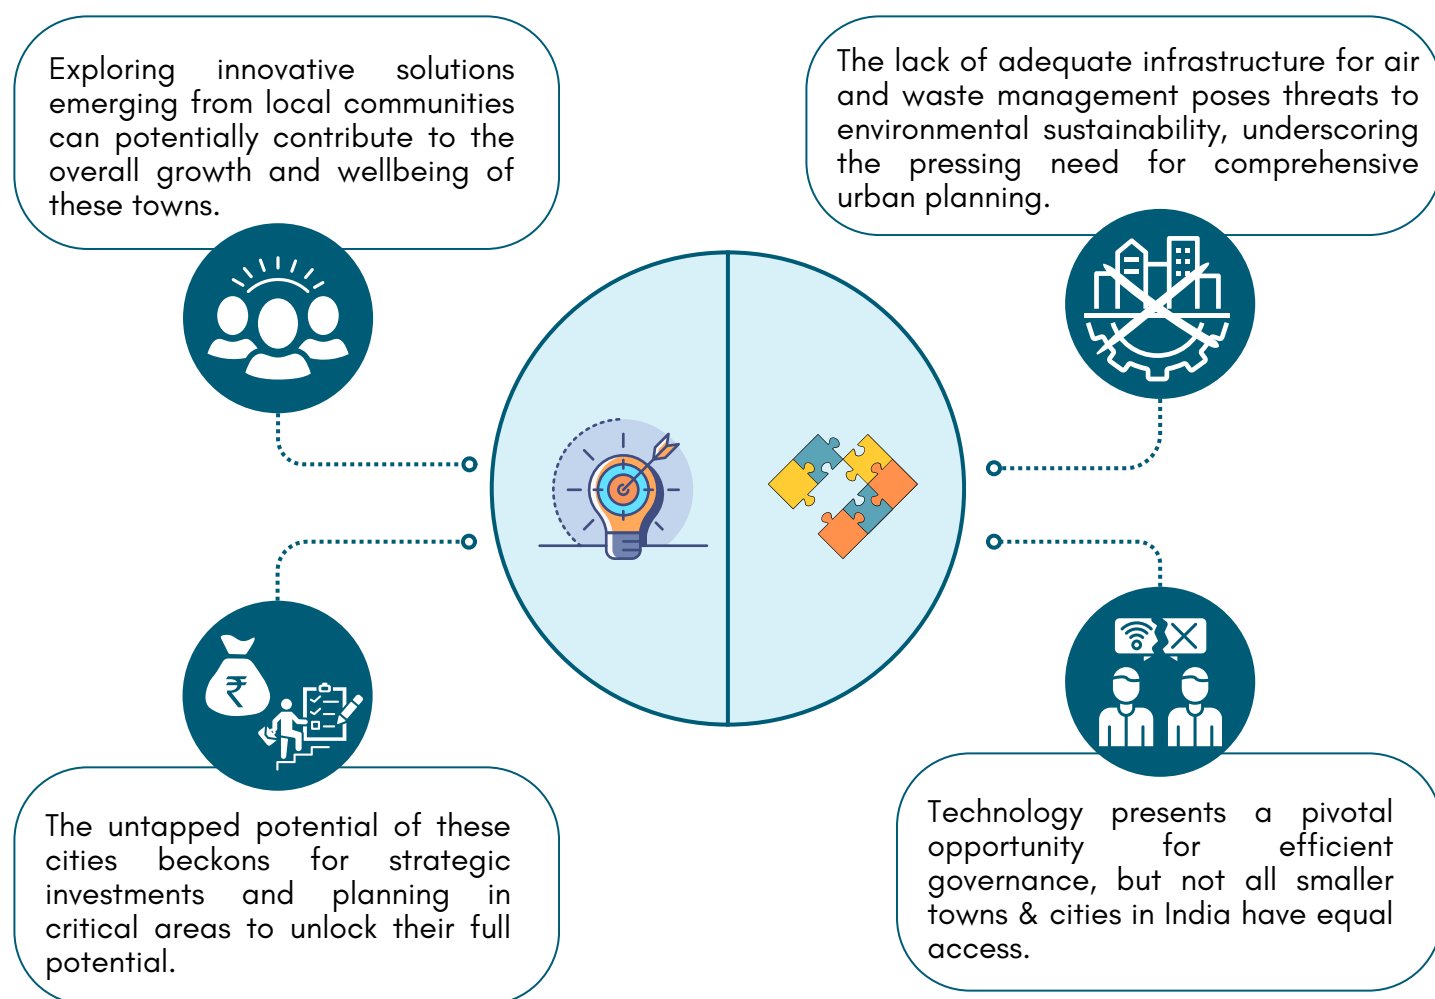 Exploring innovative solutions
emerging from local communities
can potentially contribute to the
overall growth and wellbeing of
these towns.
The lack of adequate infrastructure for air
and waste management poses threats to
environmental sustainability, underscoring
the pressing need for comprehensive
urban planning.
₹
The untapped potential of these
cities beckons for strategic
investments and planning in
critical areas to unlock their full
potential.
Technology presents a pivotal
opportunity for efficient
governance, but not all smaller
towns & cities in India have equal
access.